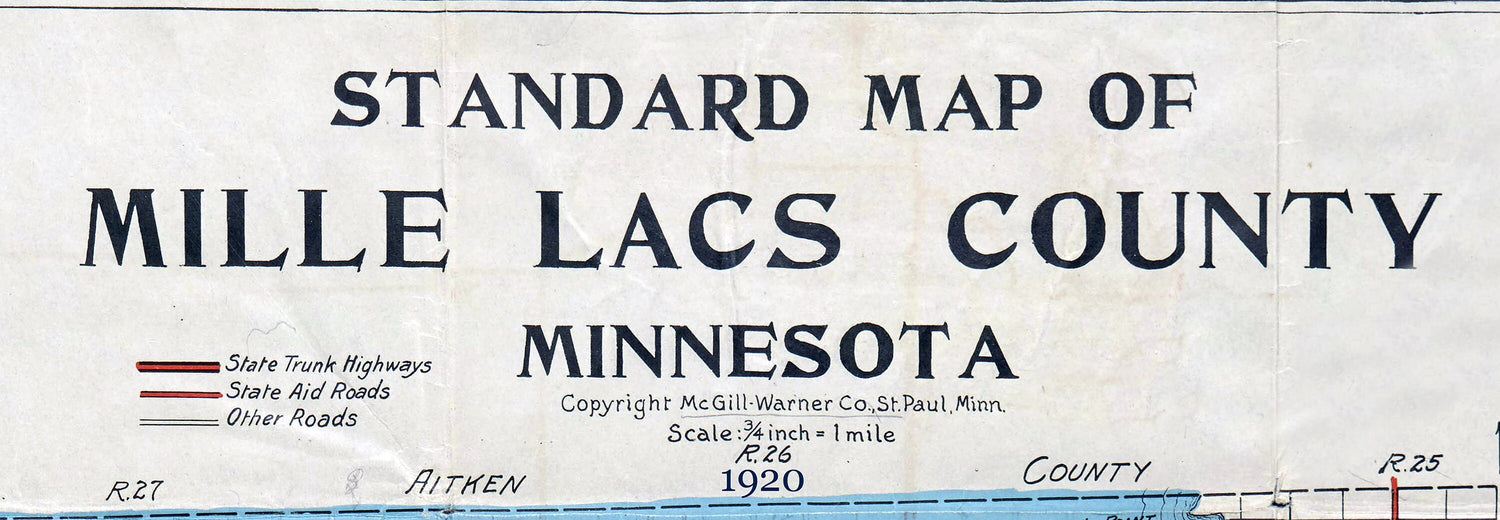 STANDARD MAP OF
MILLE LACS COUNTY
MINNESOTA
State Trunk Highways
State Aid Roads
Other Roads
Copyright McGill-Warner Co., St. Paul, Minn.
Scale: 3/4 inch = 1 mile
R.27 AITKEN R.26 COUNTY R.25
1920
POINT